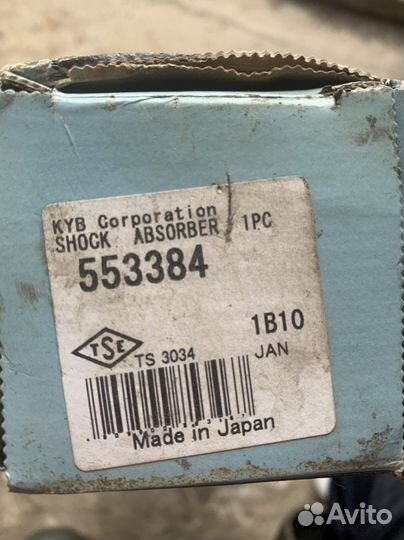 KYB Corporation
SHOCK ABSORBER 1PC
553384
1B10
TSE
TS 3034
JAN
Made in Japan
Avito